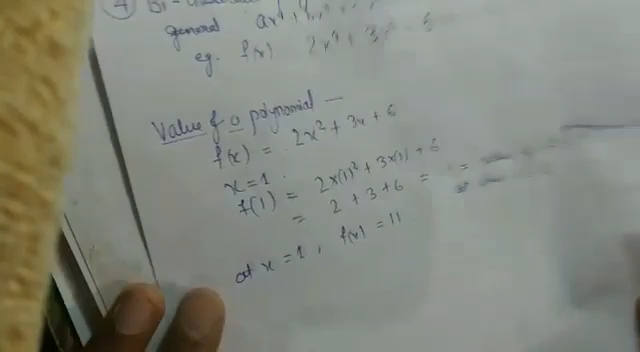 general ax⁴
eg. f(x)
Value of a polynomial —
f(x) = 2x² + 3x + 6
x = 1.
f(1) = 2×(1)² + 3×(1) + 6
= 2 + 3 + 6 =
at x = 1, f(x) = 11